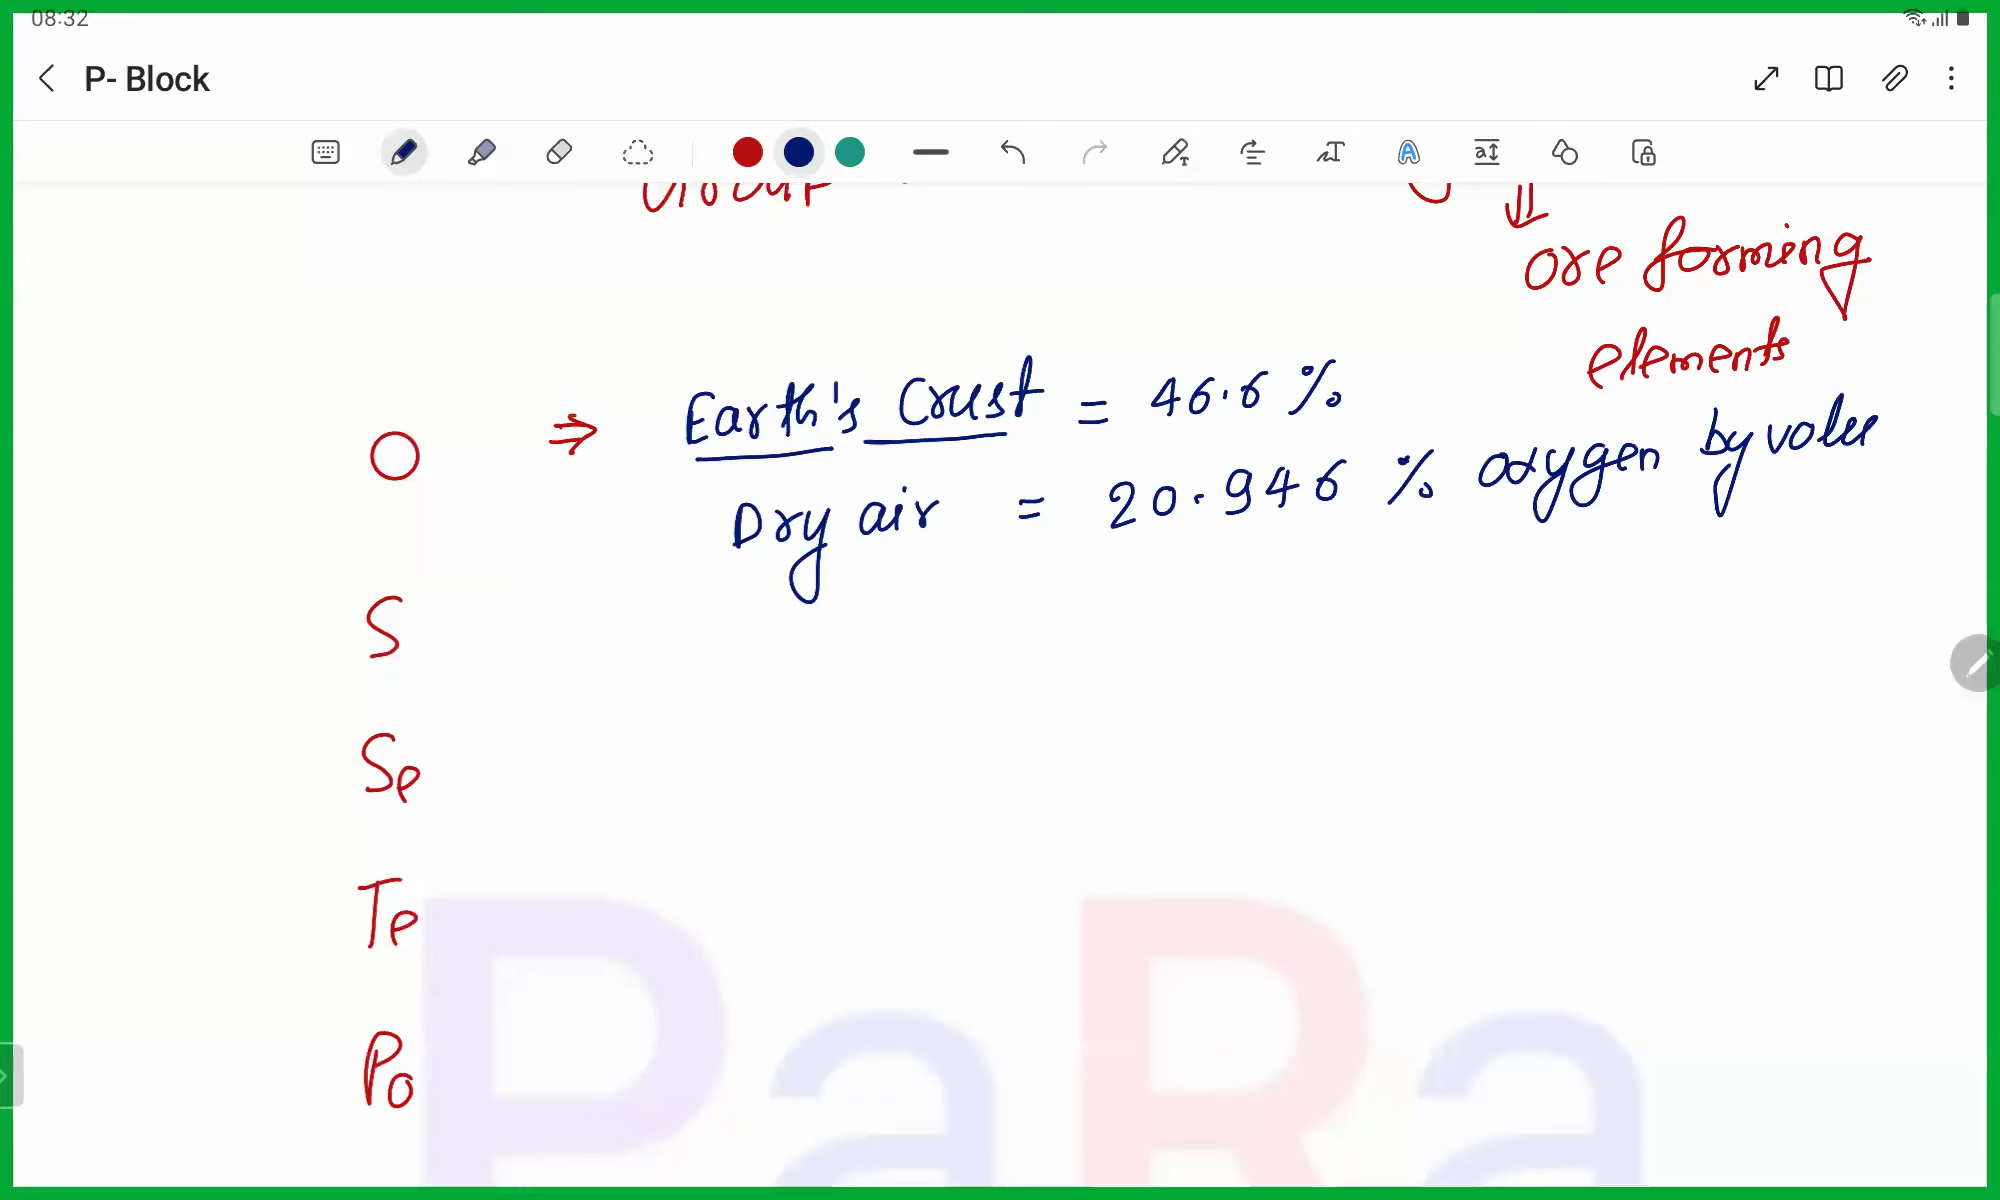 08:32
P- Block
ore forming
elements
O ⇒ Earth's Crust = 46.6 %
Dry air = 20.946 % oxygen by
S
Se
Te
Po
PaRa